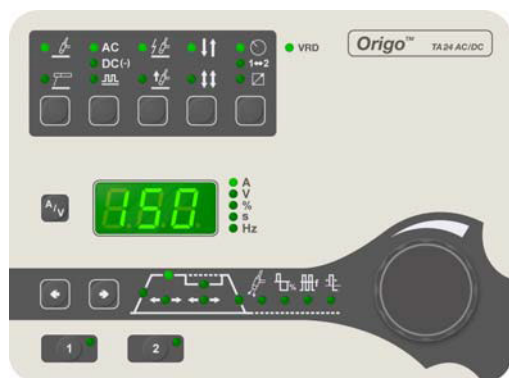 AC
DC(-)
1↔2
VRD
Origo™ TA24 AC/DC
A/V
150
A
V
%
s
Hz
%
f
1
2